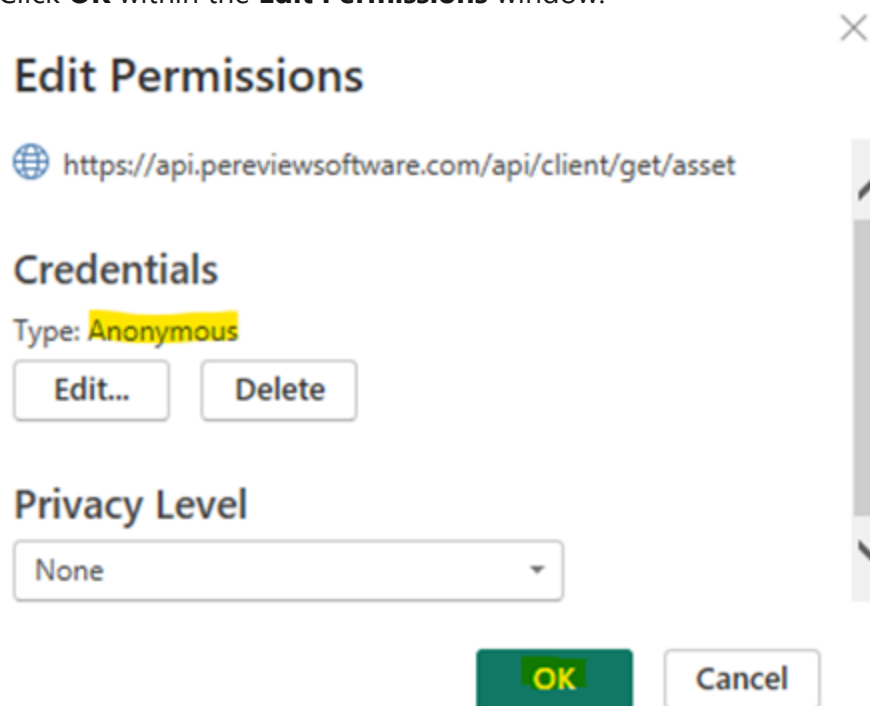 Click OK within the Edit Permissions window.
Edit Permissions
https://api.pereviewsoftware.com/api/client/get/asset
Credentials
Type: Anonymous
Edit... Delete
Privacy Level
None
OK Cancel